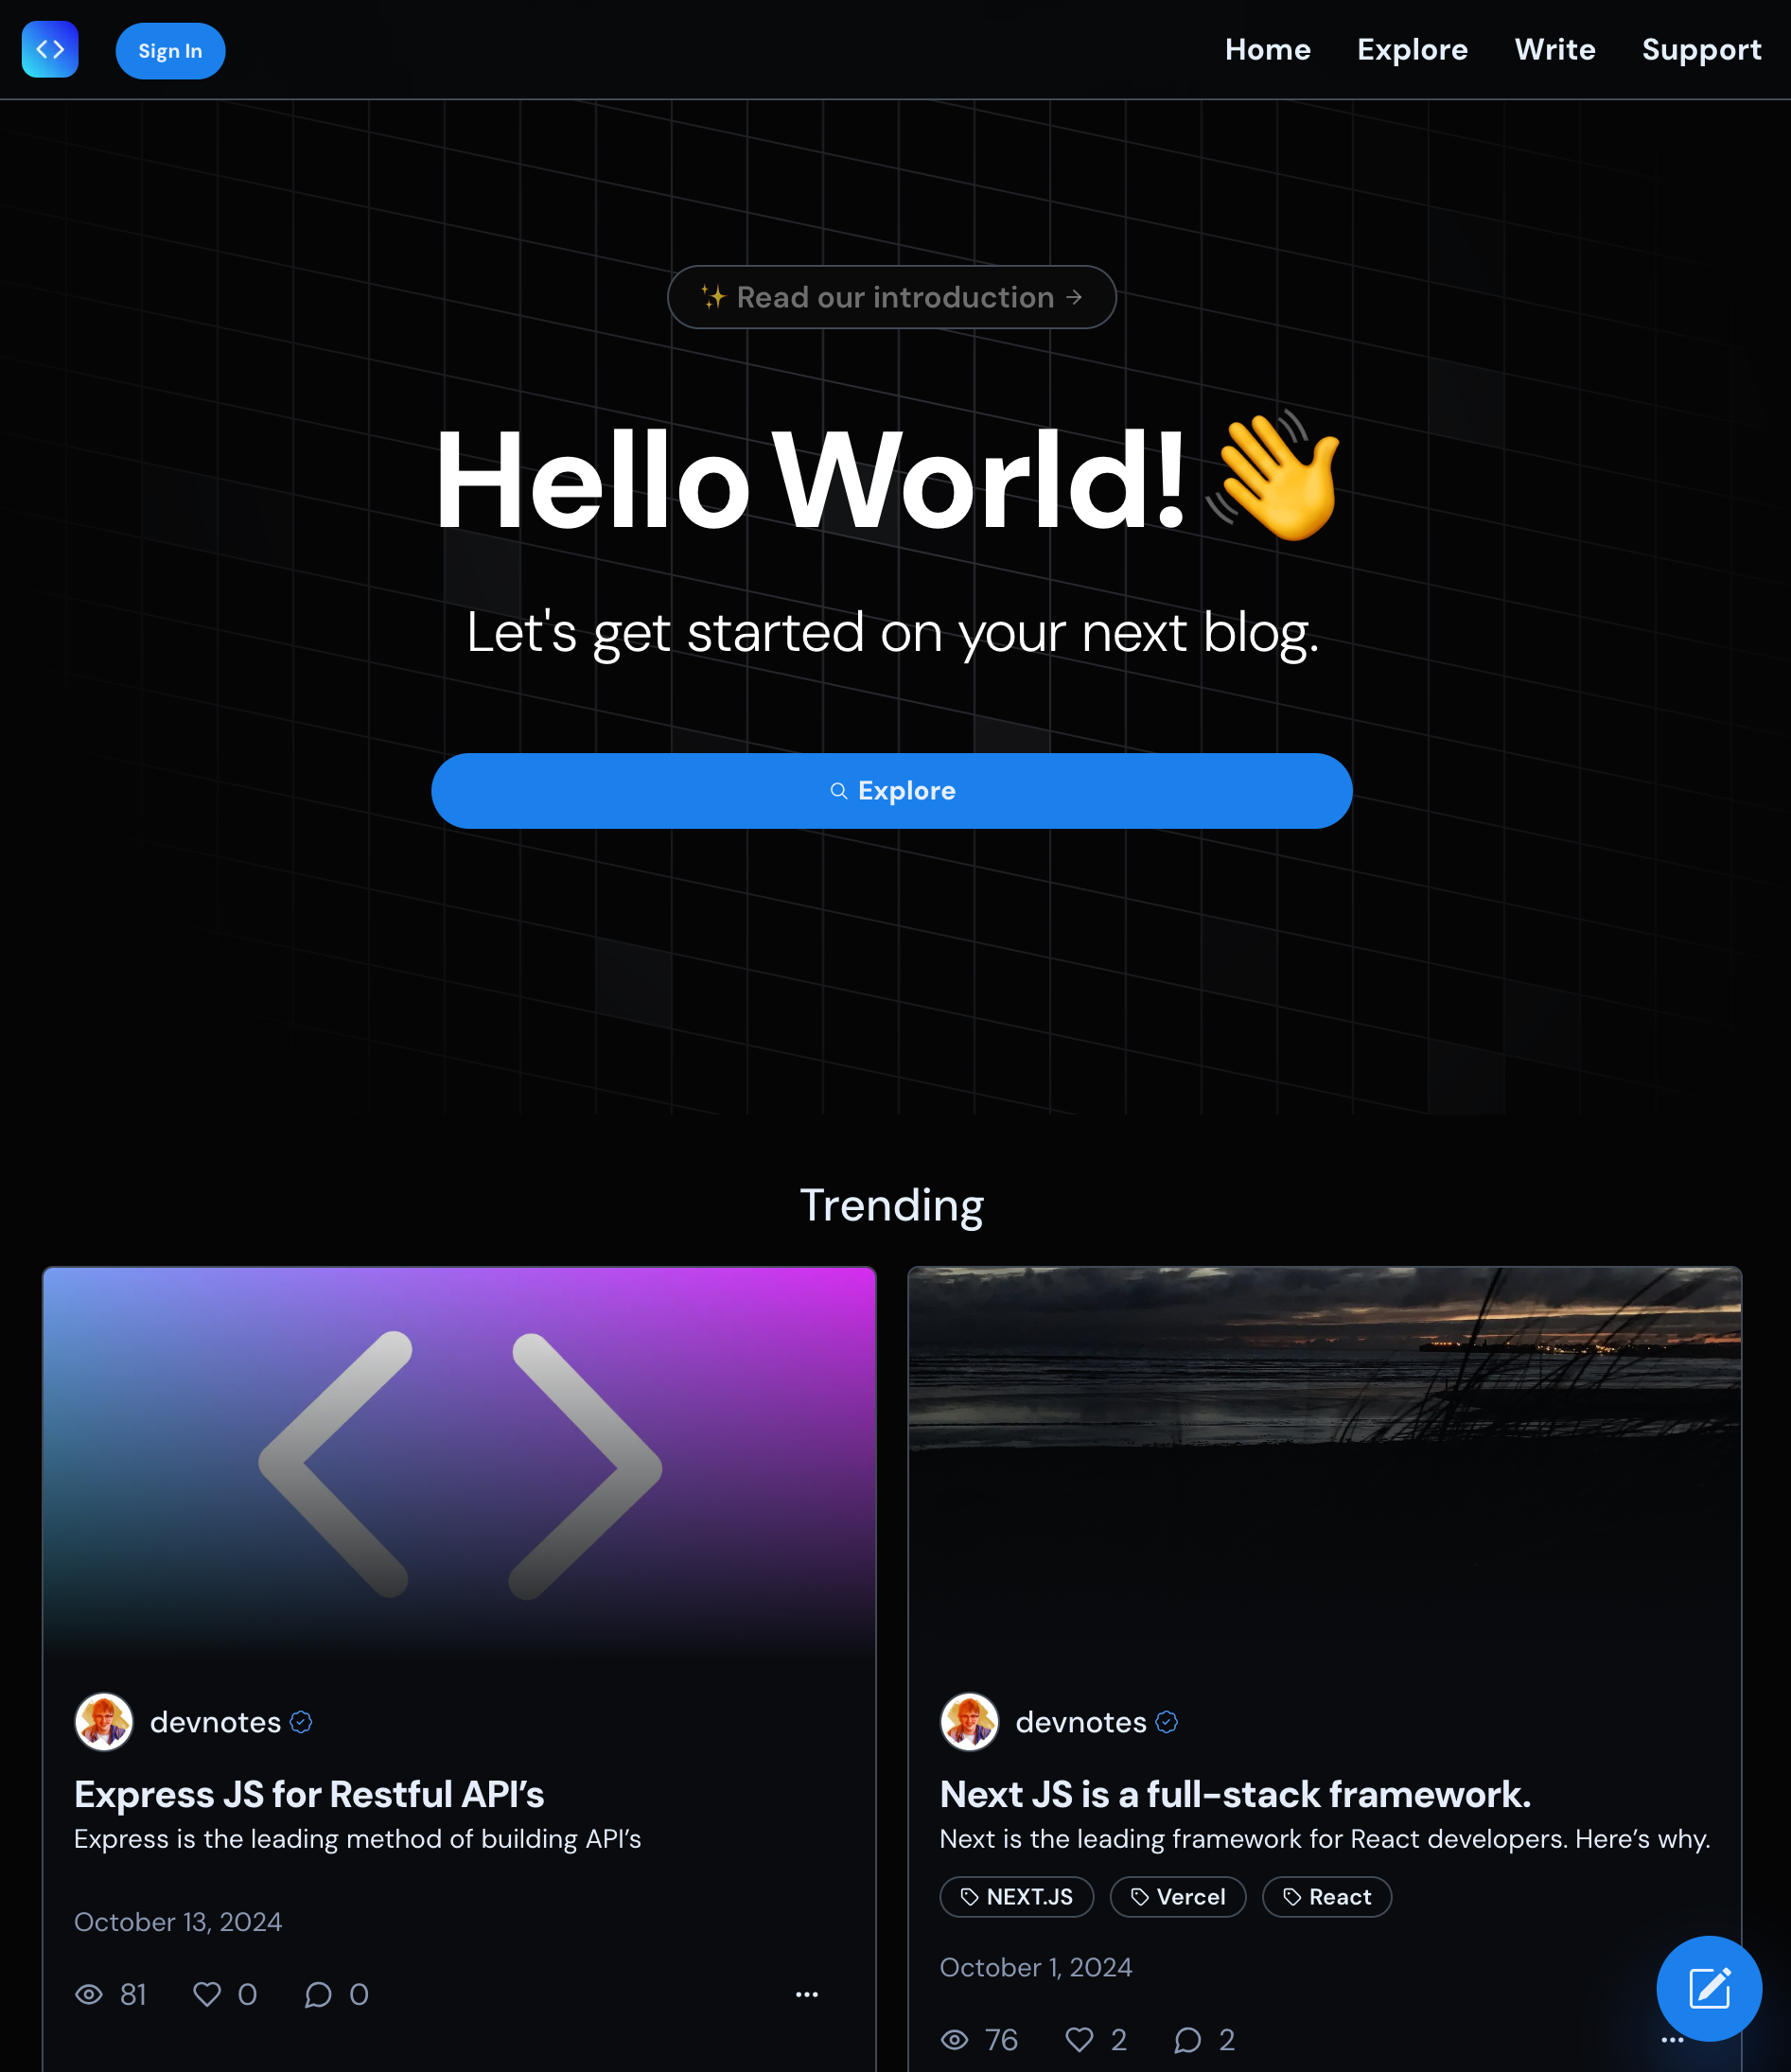 Sign In
Home
Explore
Write
Support
✨ Read our introduction →
Hello World! 👋
Let's get started on your next blog.
Explore
Trending
devnotes
Express JS for Restful API’s
Express is the leading method of building API’s
October 13, 2024
81 0 0
devnotes
Next JS is a full-stack framework.
Next is the leading framework for React developers. Here’s why.
NEXT.JS
Vercel
React
October 1, 2024
76 2 2